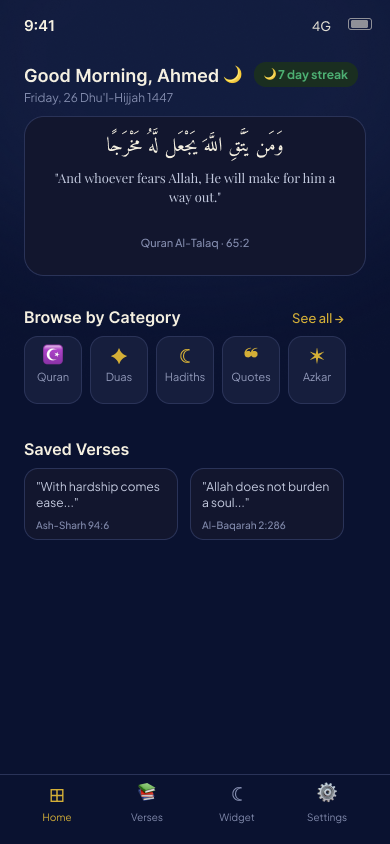 9:41 4G
Good Morning, Ahmed 🌙 🌙 7 day streak
Friday, 26 Dhu'l-Hijjah 1447
وَمَن يَتَّقِ اللَّهَ يَجْعَل لَّهُ مَخْرَجًا
"And whoever fears Allah, He will make for him a
way out."
Quran Al-Talaq · 65:2
Browse by Category See all →
Quran Duas Hadiths Quotes Azkar
Saved Verses
"With hardship comes
ease..."
Ash-Sharh 94:6
"Allah does not burden
a soul..."
Al-Baqarah 2:286
Home Verses Widget Settings